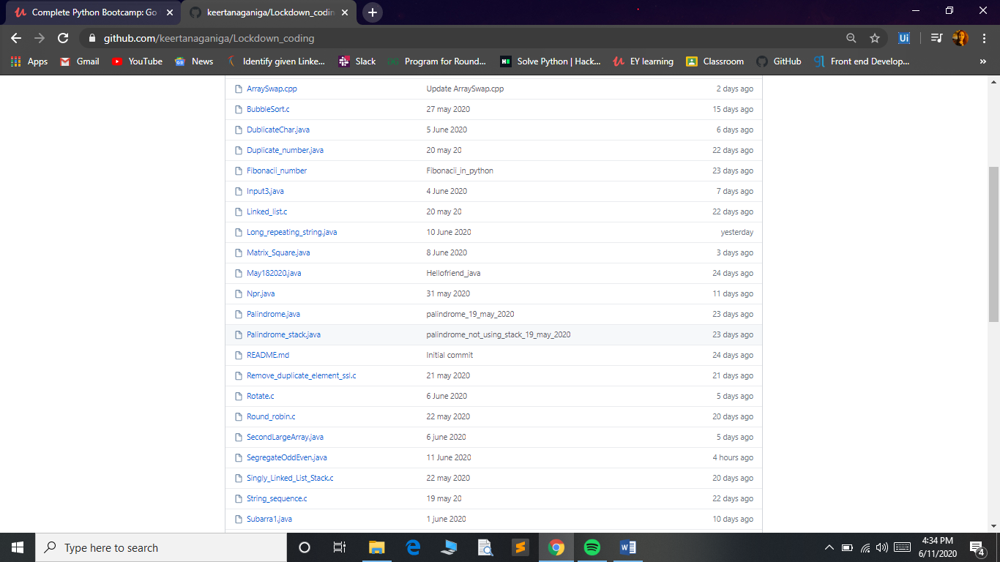 Complete Python Bootcamp: Go
keertanaganiga/Lockdown_codin
github.com/keertanaganiga/Lockdown_coding
Ui
Apps Gmail YouTube News Identify given Linke... Slack Program for Round... Solve Python | Hack... EY learning Classroom GitHub Front end Develop... »
ArraySwap.cpp Update ArraySwap.cpp 2 days ago
BubbleSort.c 27 may 2020 15 days ago
DublicateChar.java 5 June 2020 6 days ago
Duplicate_number.java 20 may 20 22 days ago
Fibonacii_number Fibonacii_in_python 23 days ago
Input3.java 4 June 2020 7 days ago
Linked_list.c 20 may 20 22 days ago
Long_repeating_string.java 10 June 2020 yesterday
Matrix_Square.java 8 June 2020 3 days ago
May182020.java Hellofriend_java 24 days ago
Npr.java 31 may 2020 11 days ago
Palindrome.java palindrome_19_may_2020 23 days ago
Palindrome_stack.java palindrome_not_using_stack_19_may_2020 23 days ago
README.md Initial commit 24 days ago
Remove_duplicate_element_ssl.c 21 may 2020 21 days ago
Rotate.c 6 June 2020 5 days ago
Round_robin.c 22 may 2020 20 days ago
SecondLargeArray.java 6 june 2020 5 days ago
SegregateOddEven.java 11 June 2020 4 hours ago
Singly_Linked_List_Stack.c 22 may 2020 20 days ago
String_sequence.c 19 may 20 22 days ago
Subarra1.java 1 june 2020 10 days ago
Type here to search
4:34 PM
6/11/2020
4